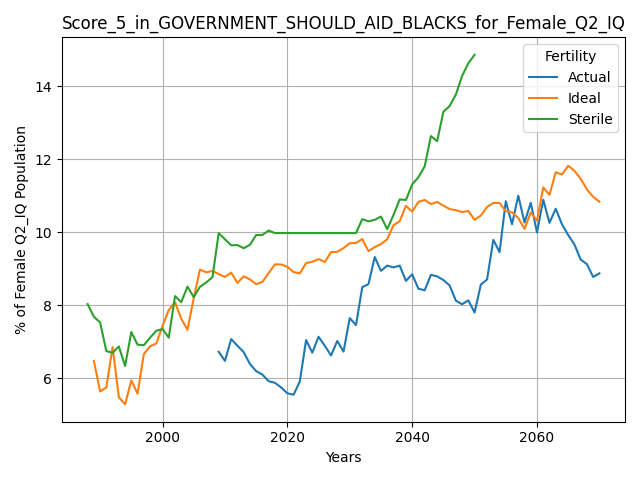 Score_5_in_GOVERNMENT_SHOULD_AID_BLACKS_for_Female_Q2_IQ
Fertility
Actual
Ideal
Sterile
% of Female Q2_IQ Population
14
12
10
8
6
2000
2020
2040
2060
Years